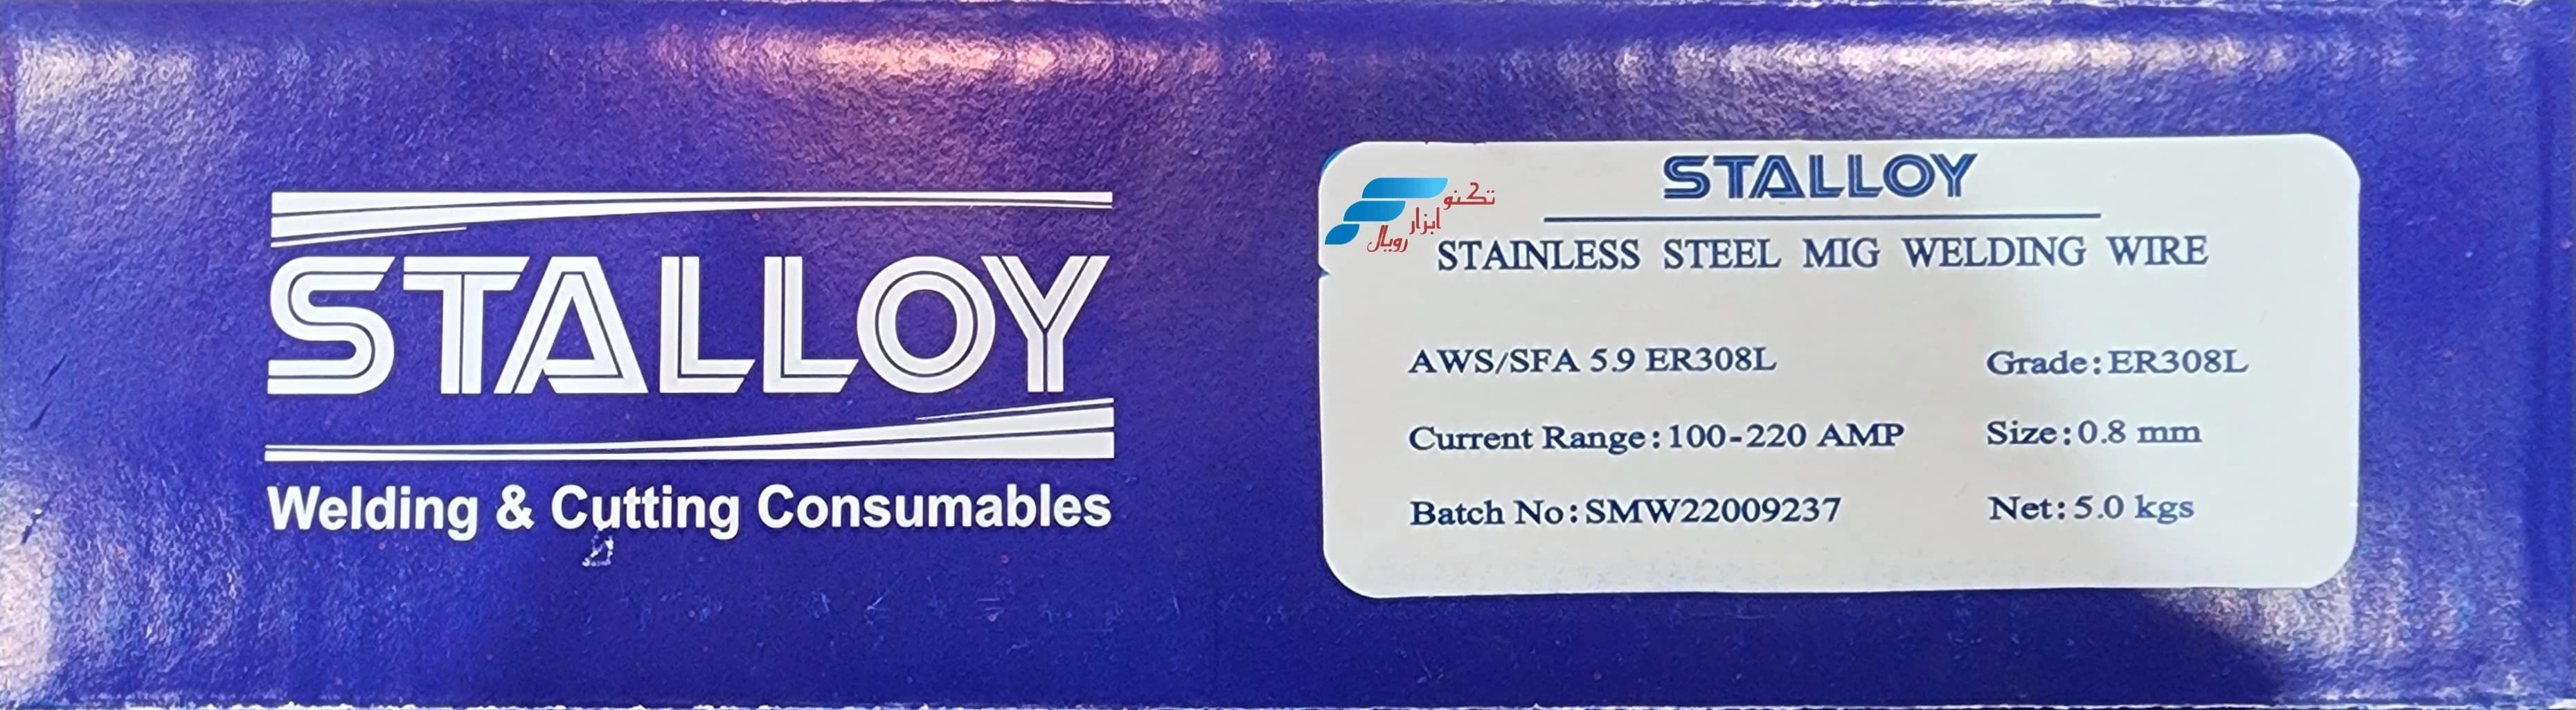 STALLOY
Welding & Cutting Consumables
STALLOY
تکنو
ابزار
رویال
STAINLESS STEEL MIG WELDING WIRE
AWS/SFA 5.9 ER308L
Grade:ER308L
Current Range:100-220 AMP
Size:0.8 mm
Batch No:SMW22009237
Net:5.0 kgs